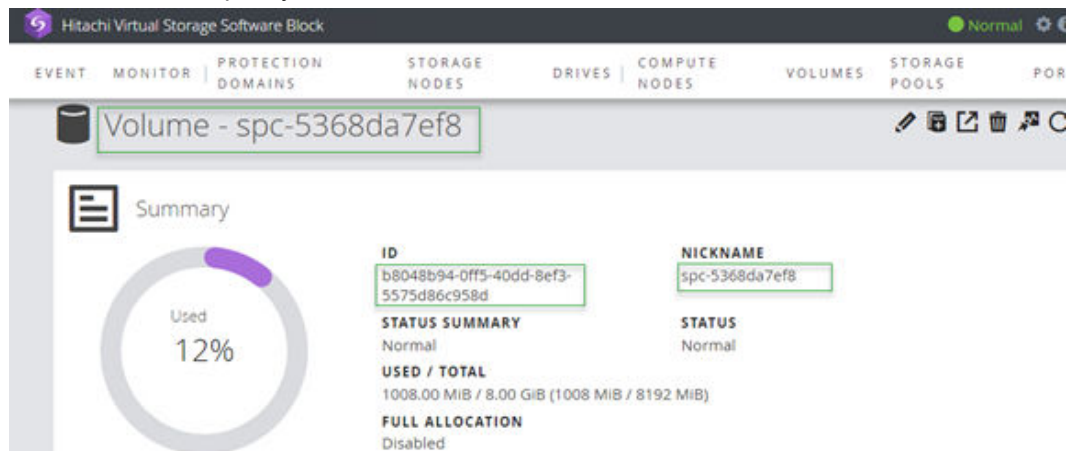 Hitachi Virtual Storage Software Block
Normal
EVENT
MONITOR
PROTECTION
DOMAINS
STORAGE
NODES
DRIVES
COMPUTE
NODES
VOLUMES
STORAGE
POOLS
POR
Volume - spc-5368da7ef8
Summary
Used
12%
ID
b8048b94-0ff5-40dd-8ef3-
5575d86c958d
NICKNAME
spc-5368da7ef8
STATUS SUMMARY
Normal
STATUS
Normal
USED / TOTAL
1008.00 MiB / 8.00 GiB (1008 MiB / 8192 MiB)
FULL ALLOCATION
Disabled